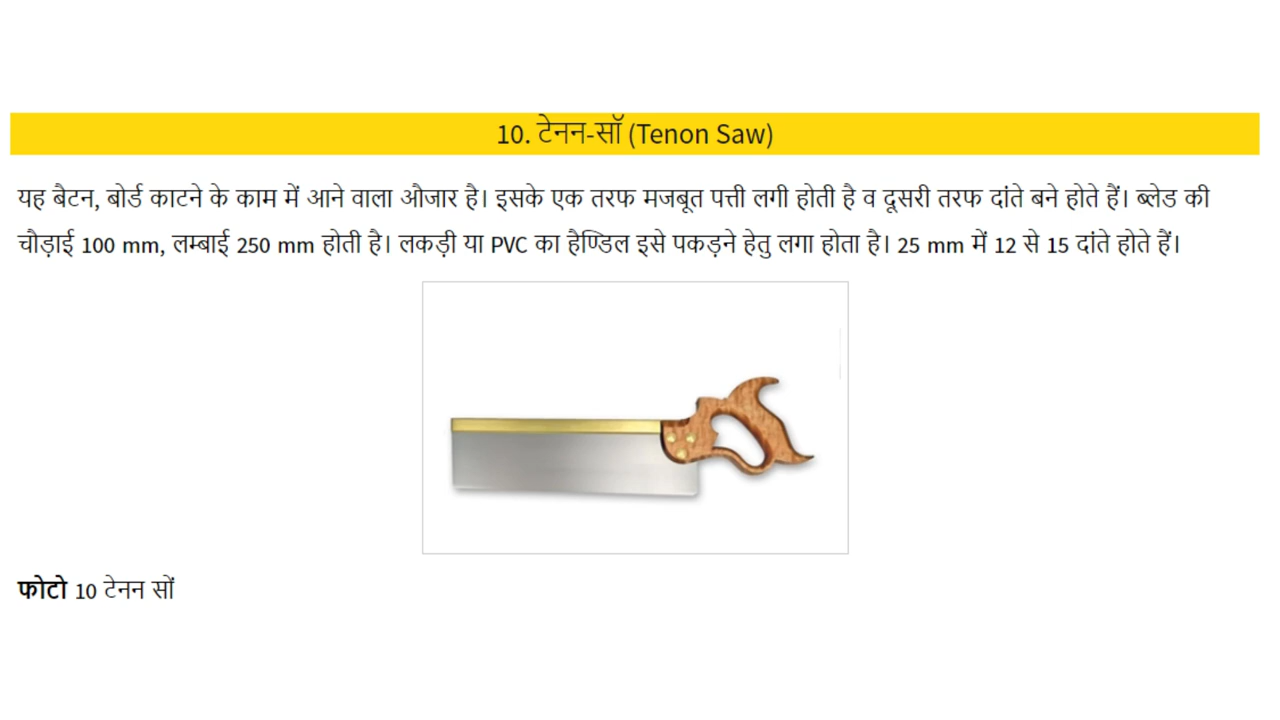 10. टेनन-सॉ (Tenon Saw)
यह बैटन, बोर्ड काटने के काम में आने वाला औजार है। इसके एक तरफ मजबूत पत्ती लगी होती है व दूसरी तरफ दांते बने होते हैं। ब्लेड की
चौड़ाई 100 mm, लम्बाई 250 mm होती है। लकड़ी या PVC का हैण्डिल इसे पकड़ने हेतु लगा होता है। 25 mm में 12 से 15 दांते होते हैं।
फोटो 10 टेनन सों